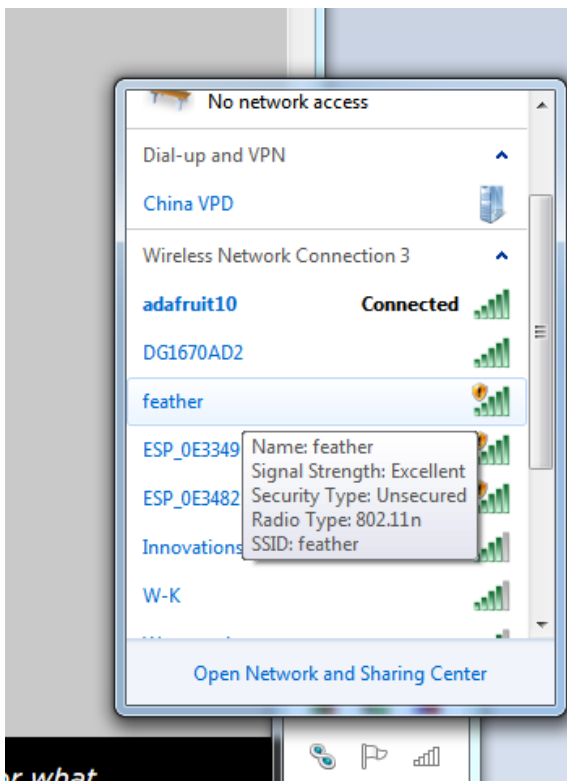 No network access
Dial-up and VPN
China VPD
Wireless Network Connection 3
adafruit10 Connected
DG1670AD2
feather
ESP_0E3349
ESP_0E3482
Name: feather
Signal Strength: Excellent
Security Type: Unsecured
Radio Type: 802.11n
SSID: feather
Innovations
W-K
Open Network and Sharing Center
what